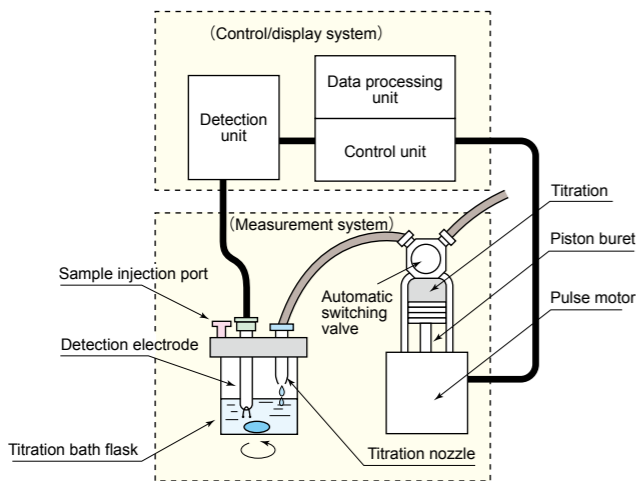 (Control/display system)
Data processing
unit
Detection
unit
Control unit
(Measurement system)
Titration
Piston buret
Sample injection port
Automatic
switching
valve
Pulse motor
Detection electrode
Titration bath flask
Titration nozzle